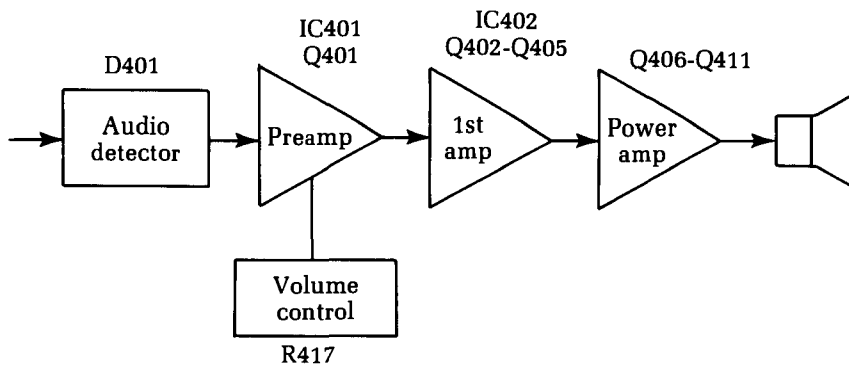 D401
Audio
detector
IC401
Q401
Preamp
Volume
control
R417
IC402
Q402-Q405
1st
amp
Q406-Q411
Power
amp